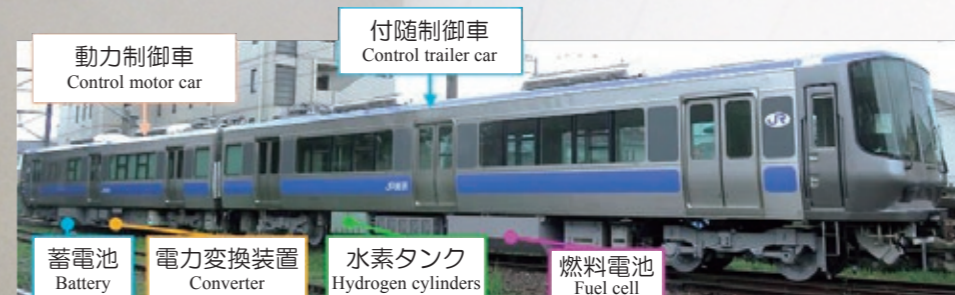 動力制御車
Control motor car
付随制御車
Control trailer car
JR
蓄電池
Battery
電力変換装置
Converter
水素タンク
Hydrogen cylinders
燃料電池
Fuel cell